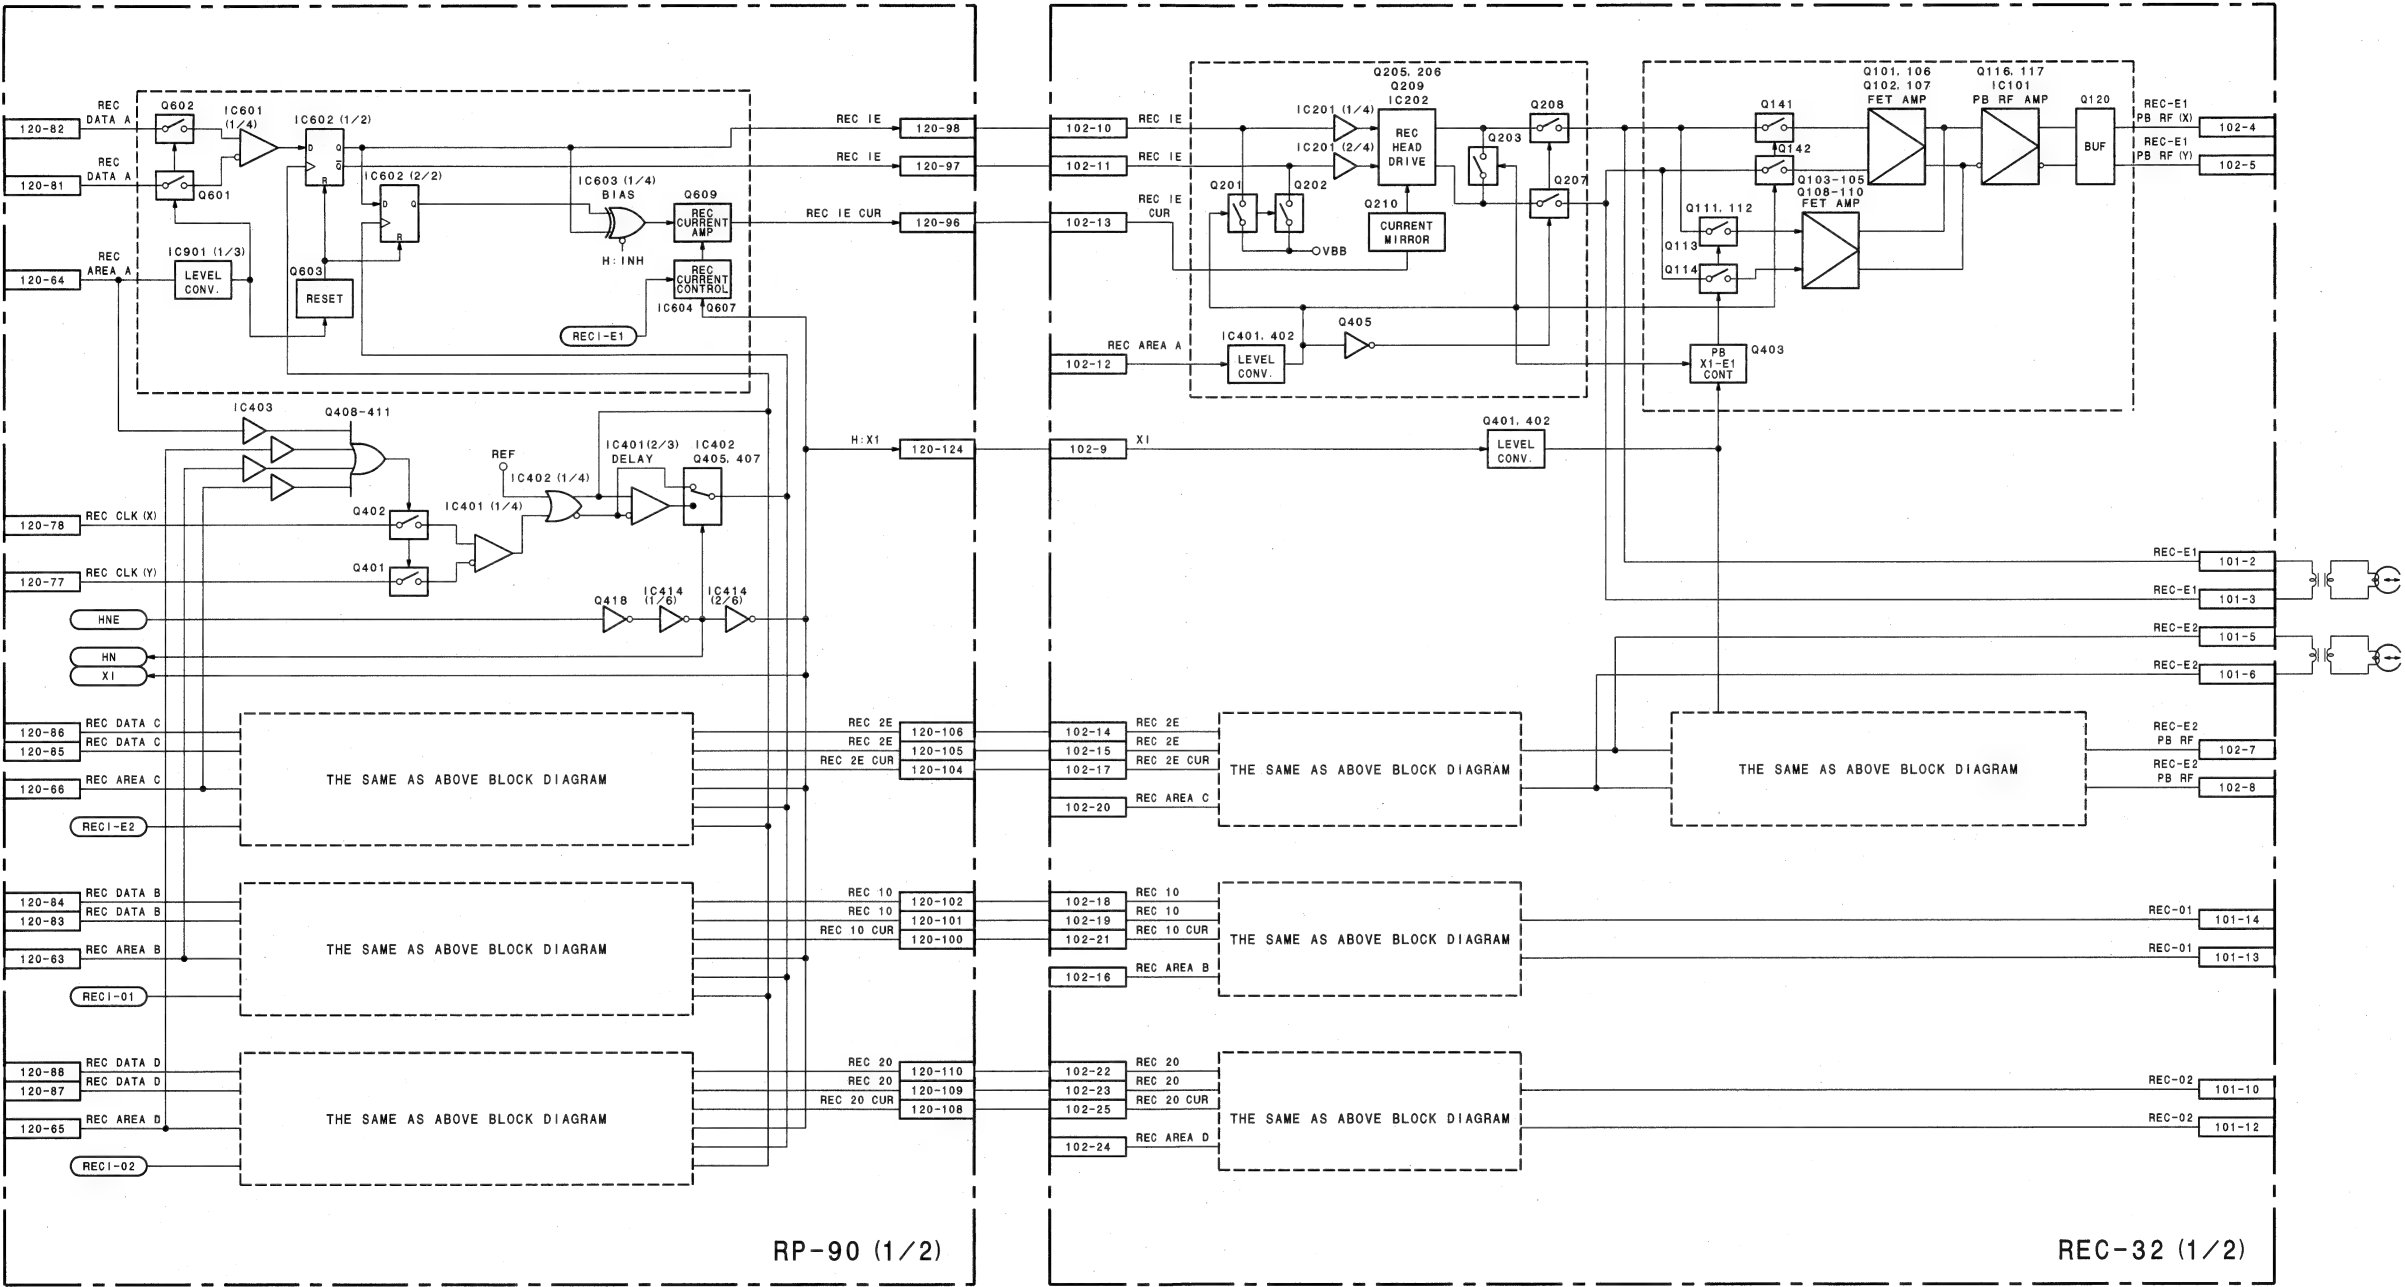 REC
DATA A
120-82
REC
DATA A
120-81
REC
AREA A
120-64
Q602
Q601
IC601
(1/4)
IC602 (1/2)
D
Q
Q
R
IC602 (2/2)
D
Q
R
IC901 (1/3)
LEVEL
CONV.
Q603
RESET
IC603 (1/4)
BIAS
H:INH
Q609
REC
CURRENT
AMP
REC
CURRENT
CONTROL
IC604
Q607
RECI-E1
REC IE
120-98
REC IE
120-97
REC IE CUR
120-96
IC403
Q408-411
REF
IC402 (1/4)
IC401 (1/4)
IC401 (2/3)
DELAY
IC402
Q405, 407
H:X1
120-124
120-78
REC CLK (X)
Q402
120-77
REC CLK (Y)
Q401
HNE
Q418
IC414
(1/6)
IC414
(2/6)
HN
XI
120-86
REC DATA C
120-85
REC DATA C
120-66
REC AREA C
RECI-E2
THE SAME AS ABOVE BLOCK DIAGRAM
REC 2E
120-106
REC 2E
120-105
REC 2E CUR
120-104
120-84
REC DATA B
120-83
REC DATA B
120-63
REC AREA B
RECI-01
THE SAME AS ABOVE BLOCK DIAGRAM
REC 10
120-102
REC 10
120-101
REC 10 CUR
120-100
120-88
REC DATA D
120-87
REC DATA D
120-65
REC AREA D
RECI-02
THE SAME AS ABOVE BLOCK DIAGRAM
REC 20
120-110
REC 20
120-109
REC 20 CUR
120-108
RP-90 (1/2)
102-10
REC IE
102-11
REC IE
102-13
REC IE
CUR
Q201
Q202
VBB
IC201 (1/4)
IC201 (2/4)
Q205, 206
Q209
IC202
REC
HEAD
DRIVE
Q210
CURRENT
MIRROR
Q203
Q208
Q207
REC AREA A
102-12
IC401, 402
LEVEL
CONV.
Q405
102-9
XI
Q401, 402
LEVEL
CONV.
Q141
Q142
Q111, 112
Q113
Q114
Q101, 106
Q102, 107
FET AMP
Q103-105
Q108-110
FET AMP
Q116, 117
IC101
PB RF AMP
Q120
BUF
PB
X1-E1
CONT
Q403
REC-E1
PB RF (X)
102-4
REC-E1
PB RF (Y)
102-5
REC-E1
101-2
REC-E1
101-3
REC-E2
101-5
REC-E2
101-6
102-14
REC 2E
102-15
REC 2E
102-17
REC 2E CUR
102-20
REC AREA C
THE SAME AS ABOVE BLOCK DIAGRAM
THE SAME AS ABOVE BLOCK DIAGRAM
REC-E2
PB RF
102-7
REC-E2
PB RF
102-8
102-18
REC 10
102-19
REC 10
102-21
REC 10 CUR
102-16
REC AREA B
THE SAME AS ABOVE BLOCK DIAGRAM
REC-01
101-14
REC-01
101-13
102-22
REC 20
102-23
REC 20
102-25
REC 20 CUR
102-24
REC AREA D
THE SAME AS ABOVE BLOCK DIAGRAM
REC-02
101-10
REC-02
101-12
REC-32 (1/2)